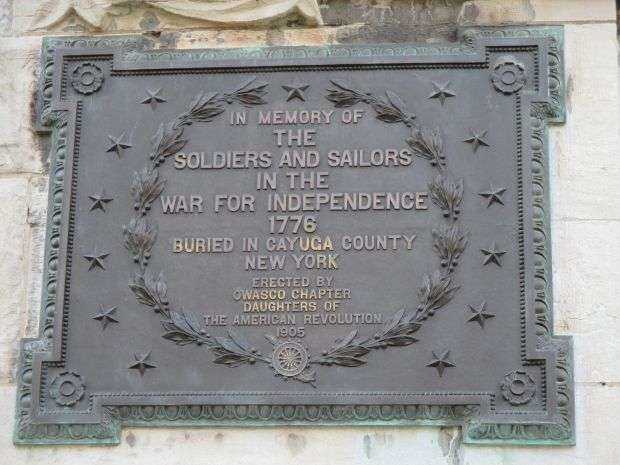 IN MEMORY OF
THE
SOLDIERS AND SAILORS
IN THE
WAR FOR INDEPENDENCE
1776
BURIED IN CAYUGA COUNTY
NEW YORK
ERECTED BY
OWASCO CHAPTER
DAUGHTERS OF
THE AMERICAN REVOLUTION
1905